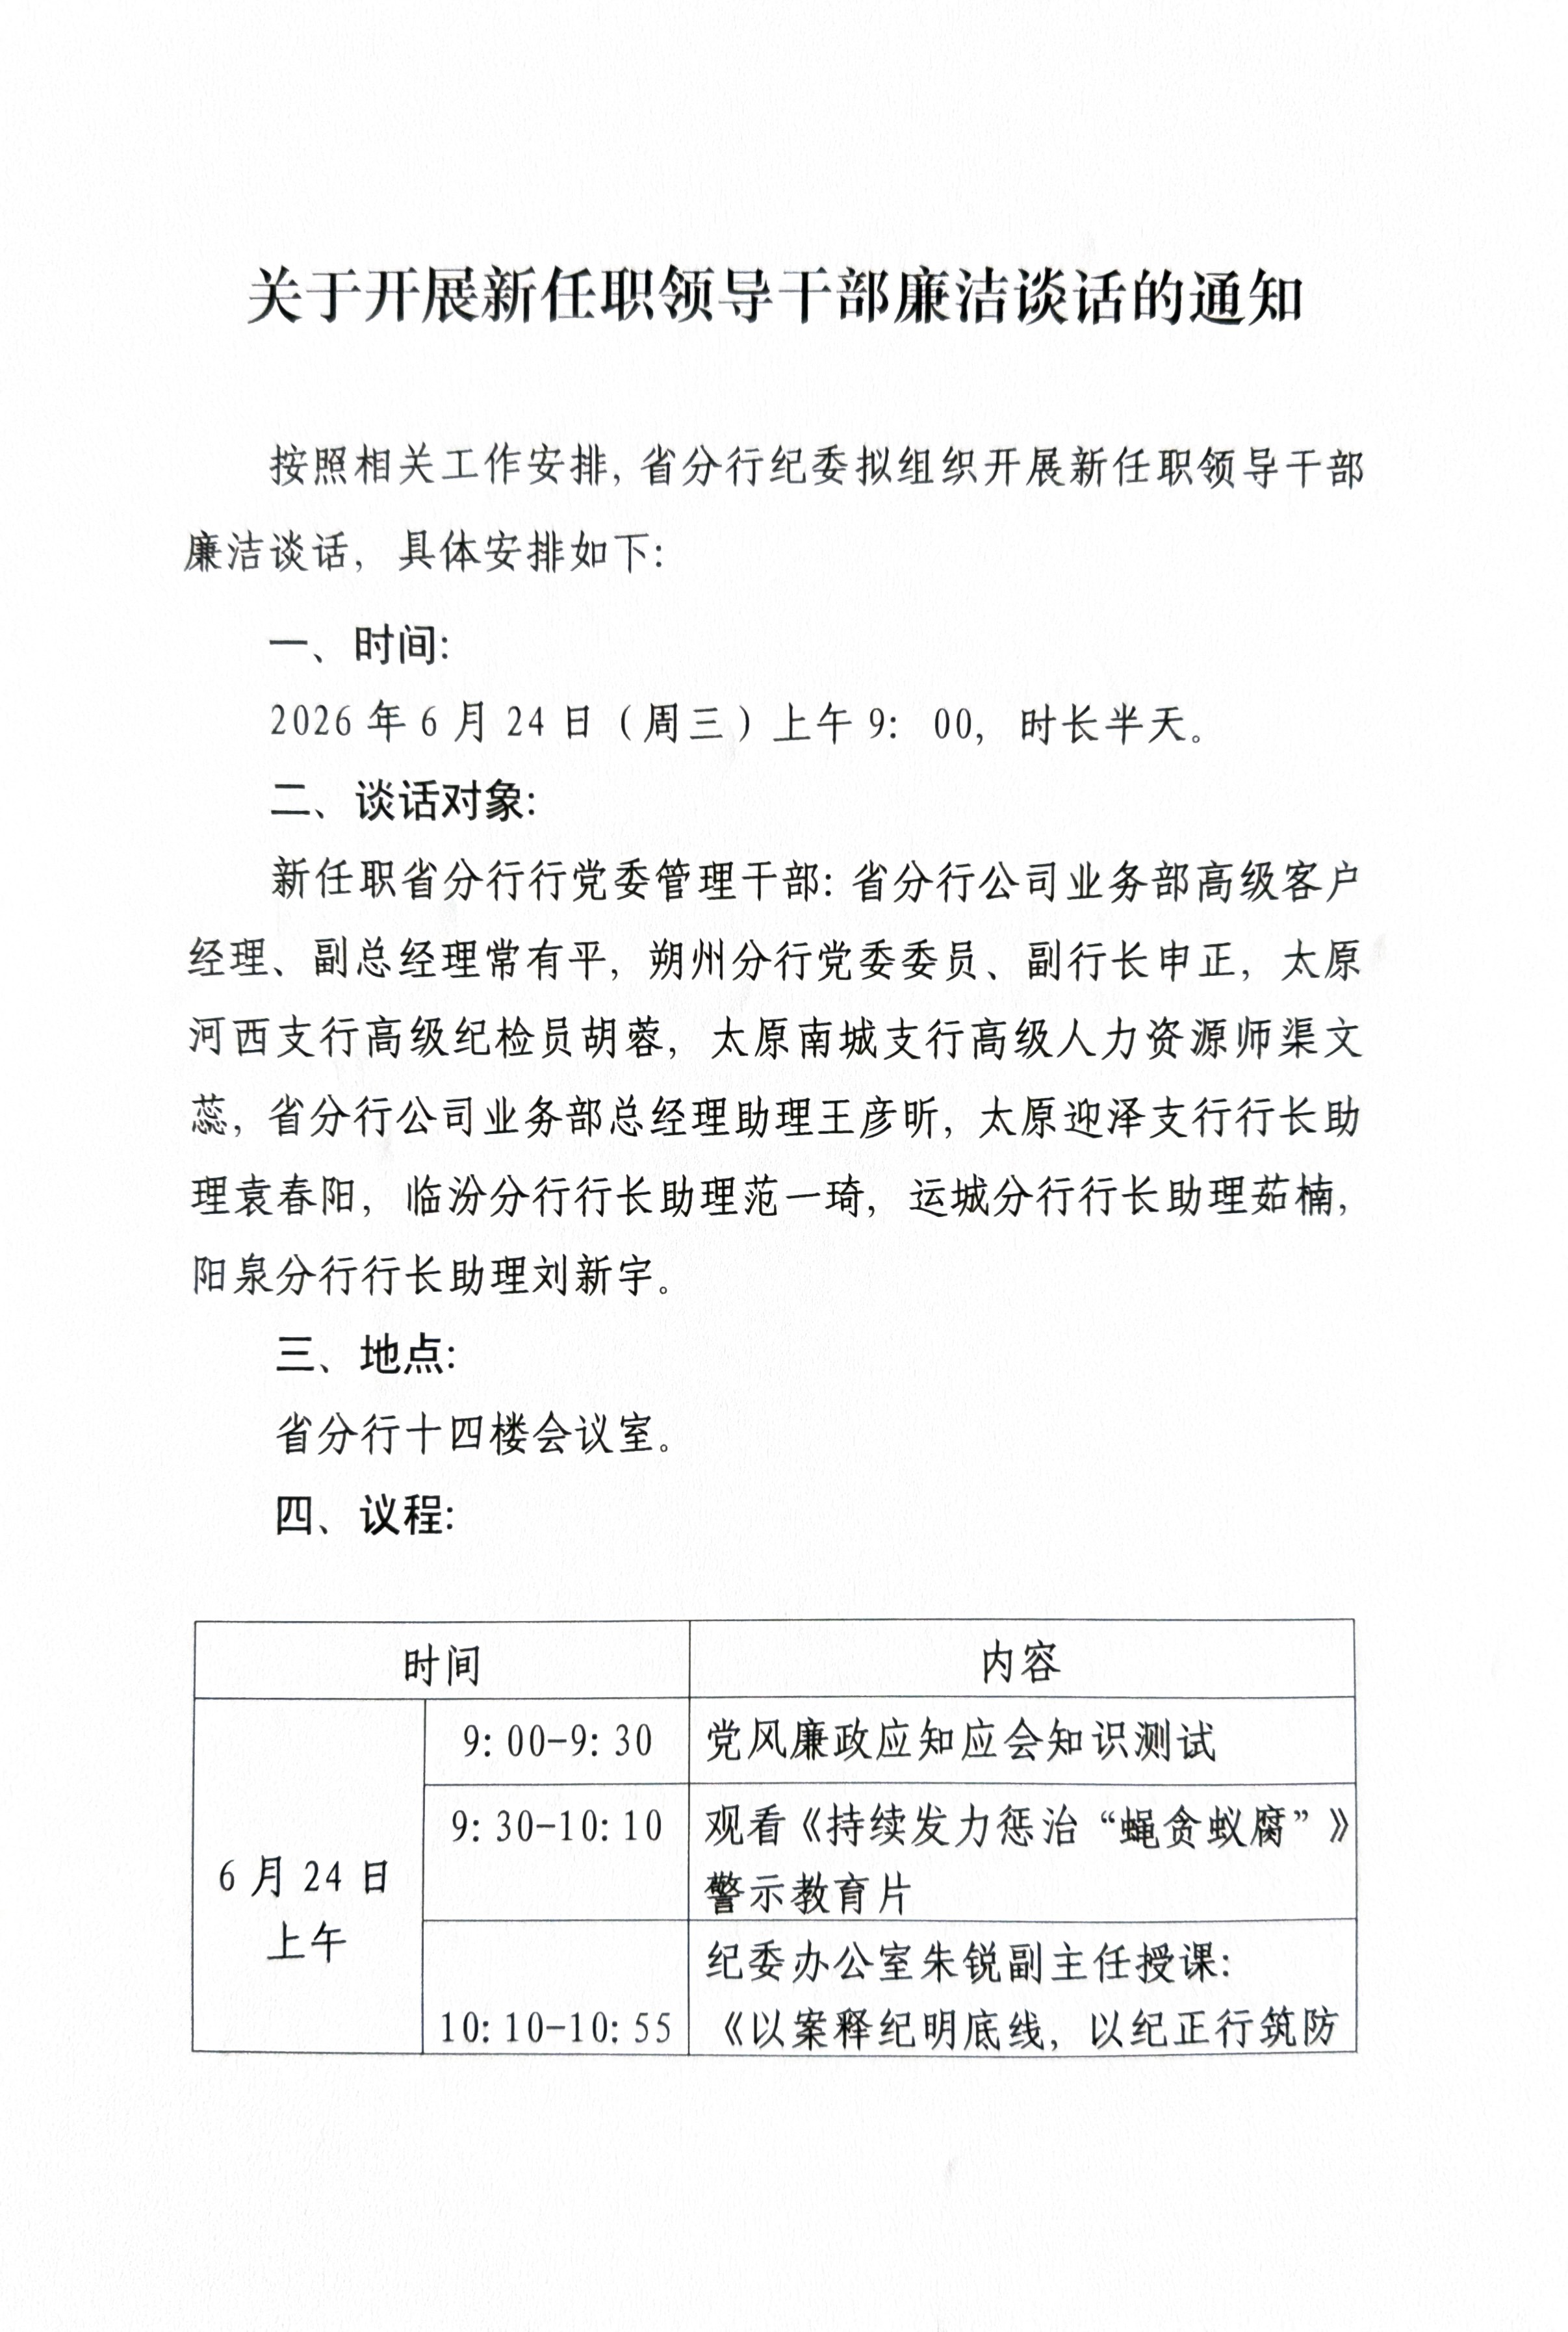 关于开展新任职领导干部廉洁谈话的通知
按照相关工作安排，省分行纪委拟组织开展新任职领导干部
廉洁谈话，具体安排如下：
一、时间：
2026年6月24日（周三）上午9：00，时长半天。
二、谈话对象：
新任职省分行行党委管理干部：省分行公司业务部高级客户
经理、副总经理常有平，朔州分行党委委员、副行长申正，太原
河西支行高级纪检员胡蓉，太原南城支行高级人力资源师渠文
蕊，省分行公司业务部总经理助理王彦昕，太原迎泽支行行长助
理袁春阳，临汾分行行长助理范一琦，运城分行行长助理茹楠，
阳泉分行行长助理刘新宇。
三、地点：
省分行十四楼会议室。
四、议程：
时间 内容
6月24日
上午
9：00-9：30 党风廉政应知应会知识测试
9：30-10：10 观看《持续发力惩治“蝇贪蚁腐”》
警示教育片
纪委办公室朱锐副主任授课：
10：10-10：55 《以案释纪明底线，以纪正行筑防